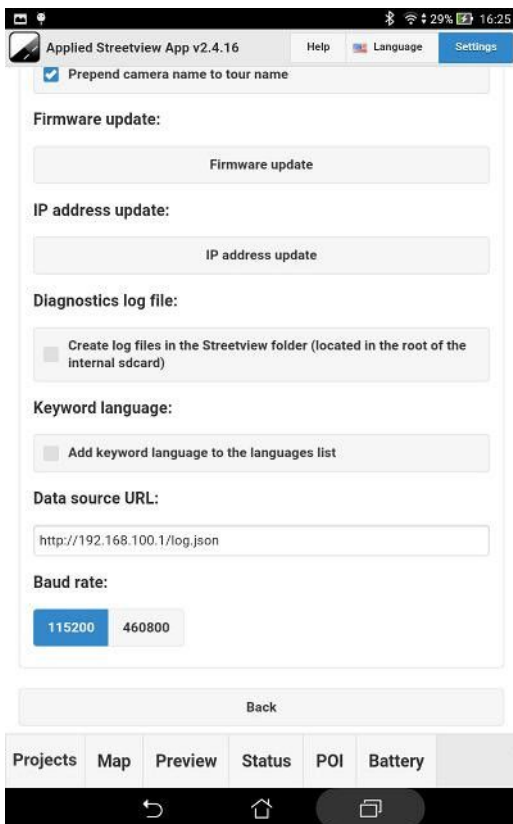 29% 16:25
Applied Streetview App v2.4.16 Help Language Settings
Prepend camera name to tour name
Firmware update:
Firmware update
IP address update:
IP address update
Diagnostics log file:
Create log files in the Streetview folder (located in the root of the
internal sdcard)
Keyword language:
Add keyword language to the languages list
Data source URL:
http://192.168.100.1/log.json
Baud rate:
115200 460800
Back
Projects Map Preview Status POI Battery